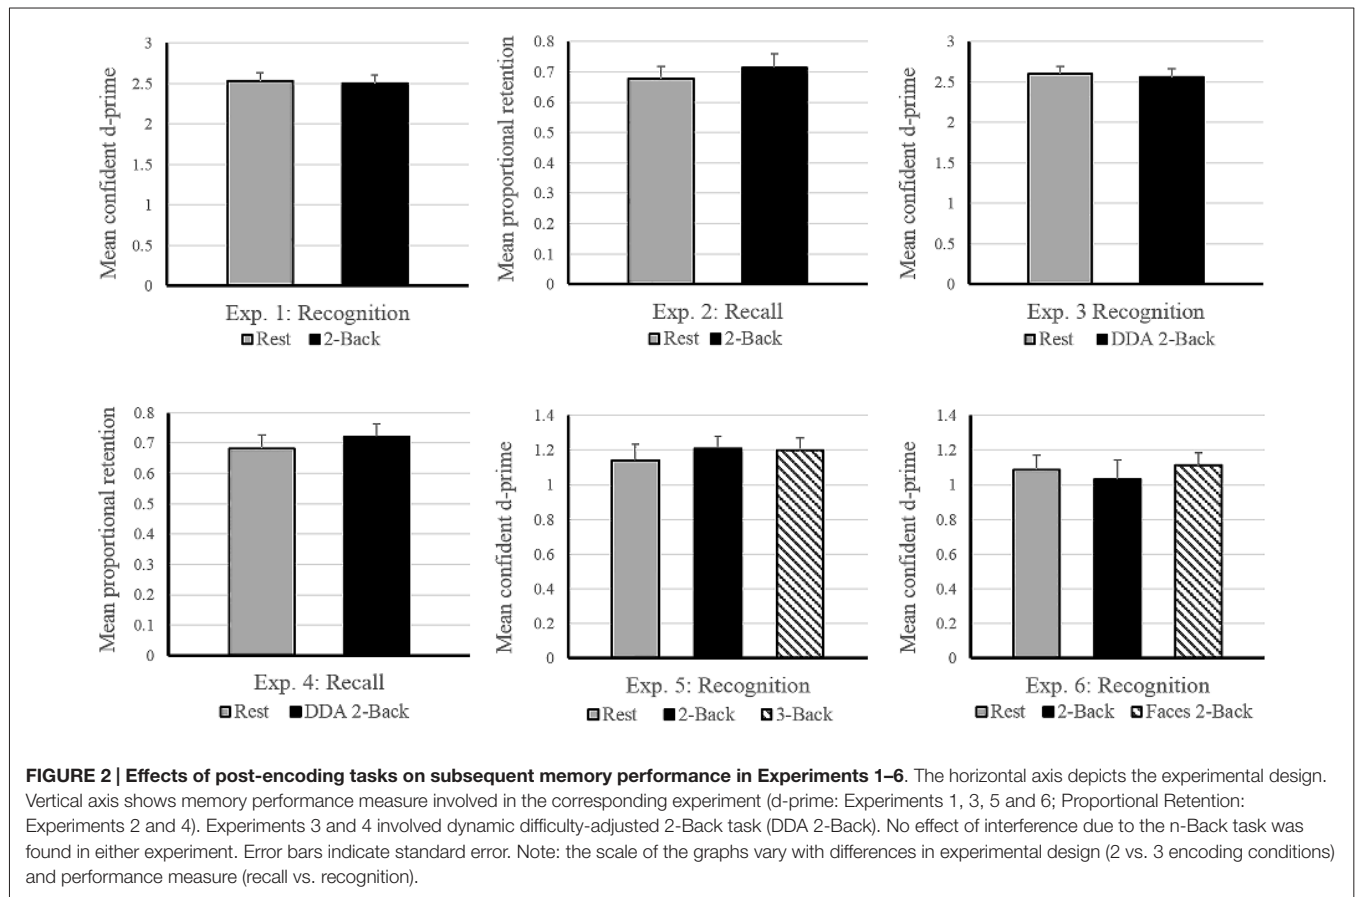 Mean confident d-prime
3
2.5
2
1.5
1
0.5
0
Exp. 1: Recognition
Rest 2-Back
Mean proportional retention
0.8
0.7
0.6
0.5
0.4
0.3
0.2
0.1
0
Exp. 2: Recall
Rest 2-Back
Mean confident d-prime
3
2.5
2
1.5
1
0.5
0
Exp. 3 Recognition
Rest DDA 2-Back
Mean proportional retention
0.8
0.7
0.6
0.5
0.4
0.3
0.2
0.1
0
Exp. 4: Recall
Rest DDA 2-Back
Mean confident d-prime
1.4
1.2
1
0.8
0.6
0.4
0.2
0
Exp. 5: Recognition
Rest 2-Back 3-Back
Mean confident d-prime
1.4
1.2
1
0.8
0.6
0.4
0.2
0
Exp. 6: Recognition
Rest 2-Back Faces 2-Back
FIGURE 2 | Effects of post-encoding tasks on subsequent memory performance in Experiments 1–6. The horizontal axis depicts the experimental design.
Vertical axis shows memory performance measure involved in the corresponding experiment (d-prime: Experiments 1, 3, 5 and 6; Proportional Retention:
Experiments 2 and 4). Experiments 3 and 4 involved dynamic difficulty-adjusted 2-Back task (DDA 2-Back). No effect of interference due to the n-Back task was
found in either experiment. Error bars indicate standard error. Note: the scale of the graphs vary with differences in experimental design (2 vs. 3 encoding conditions)
and performance measure (recall vs. recognition).